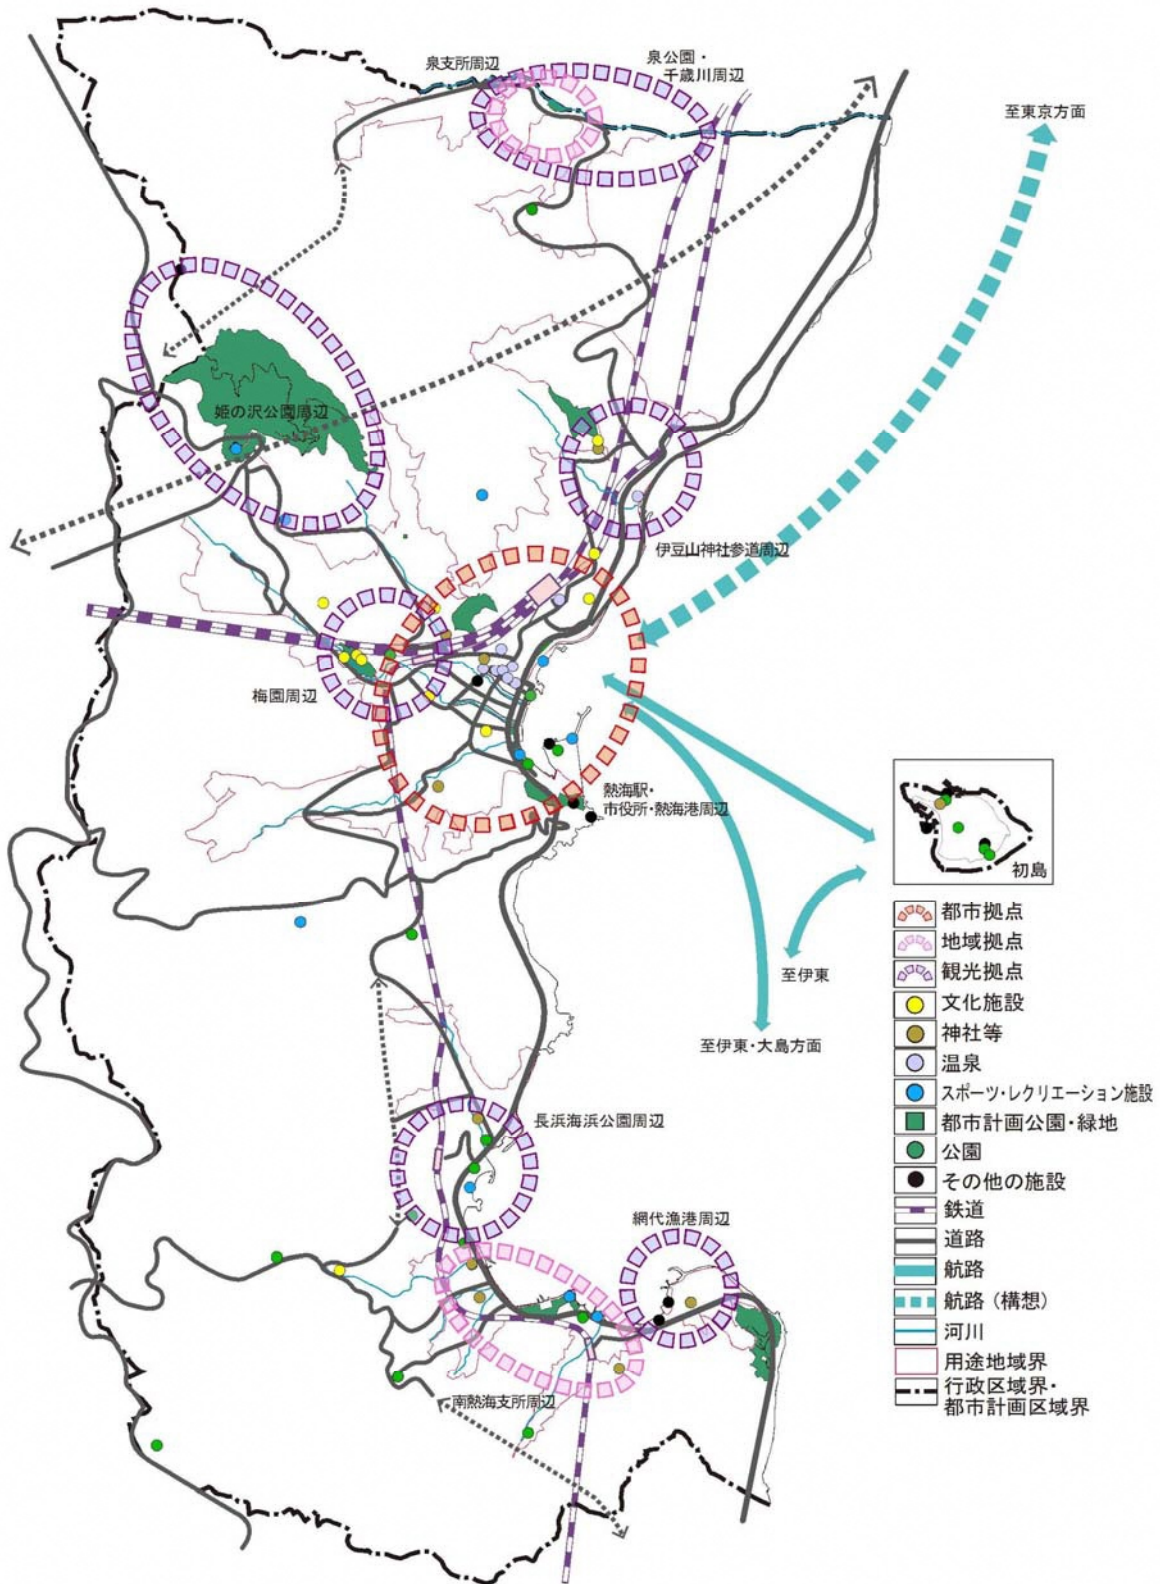 泉支所周辺
泉公園・
千歳川周辺
至東京方面
姫の沢公園周辺
伊豆山神社参道周辺
梅園周辺
熱海駅・
市役所・熱海港周辺
初島
至伊東
至伊東・大島方面
長浜海浜公園周辺
網代漁港周辺
南熱海支所周辺
都市拠点
地域拠点
観光拠点
文化施設
神社等
温泉
スポーツ・レクリエーション施設
都市計画公園・緑地
公園
その他の施設
鉄道
道路
航路
航路（構想）
河川
用途地域界
行政区域界・
都市計画区域界